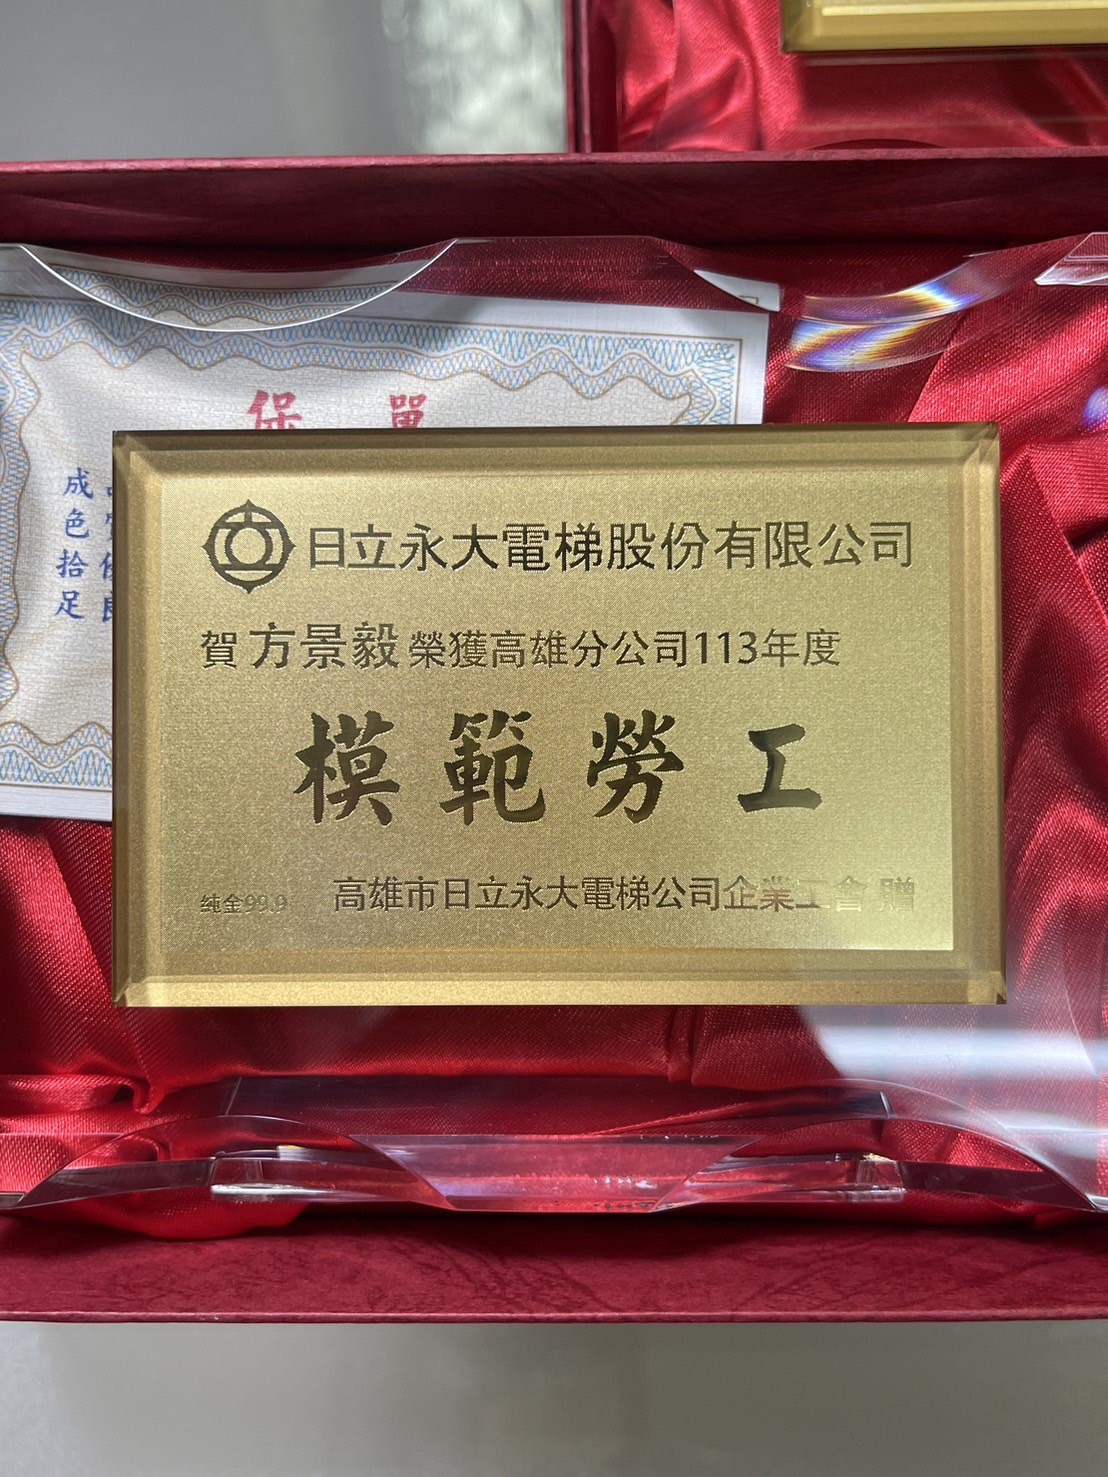 保單
成色拾足
日立永大電梯股份有限公司
賀 方景毅 榮獲高雄分公司113年度
模範勞工
純金99.9 高雄市日立永大電梯公司企業工會 贈